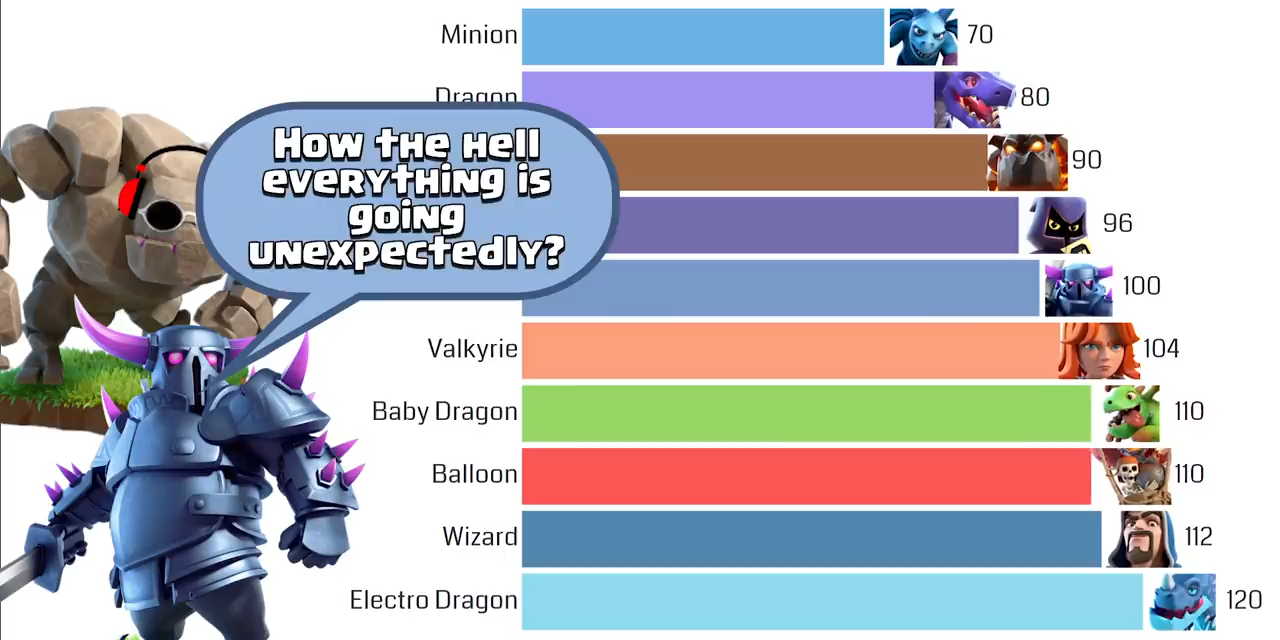 Minion 70
Dragon 80
How the hell
everything is
going
unexpectedly?
90
96
100
Valkyrie 104
Baby Dragon 110
Balloon 110
Wizard 112
Electro Dragon 120